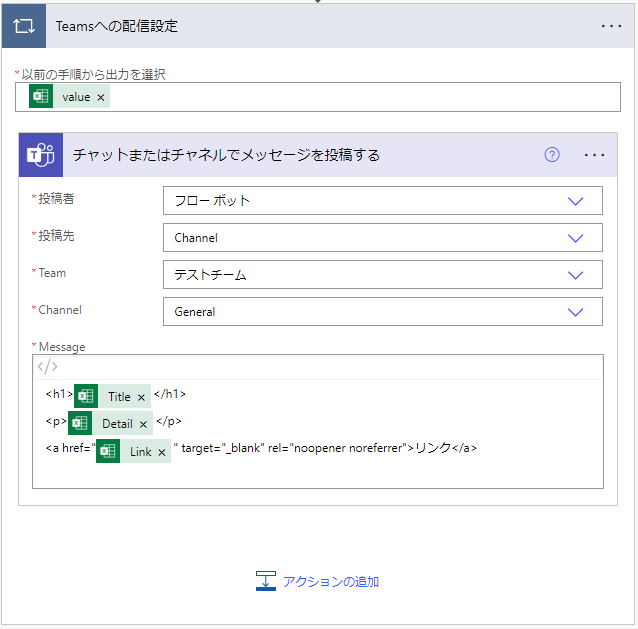 Teamsへの配信設定
*以前の手順から出力を選択
value ×
チャットまたはチャネルでメッセージを投稿する
*投稿者 フロー ボット
*投稿先 Channel
*Team テストチーム
*Channel General
*Message
</>
<h1> Title × </h1>
<p> Detail × </p>
<a href=" Link × " target="_blank" rel="noopener noreferrer">リンク</a>
アクションの追加